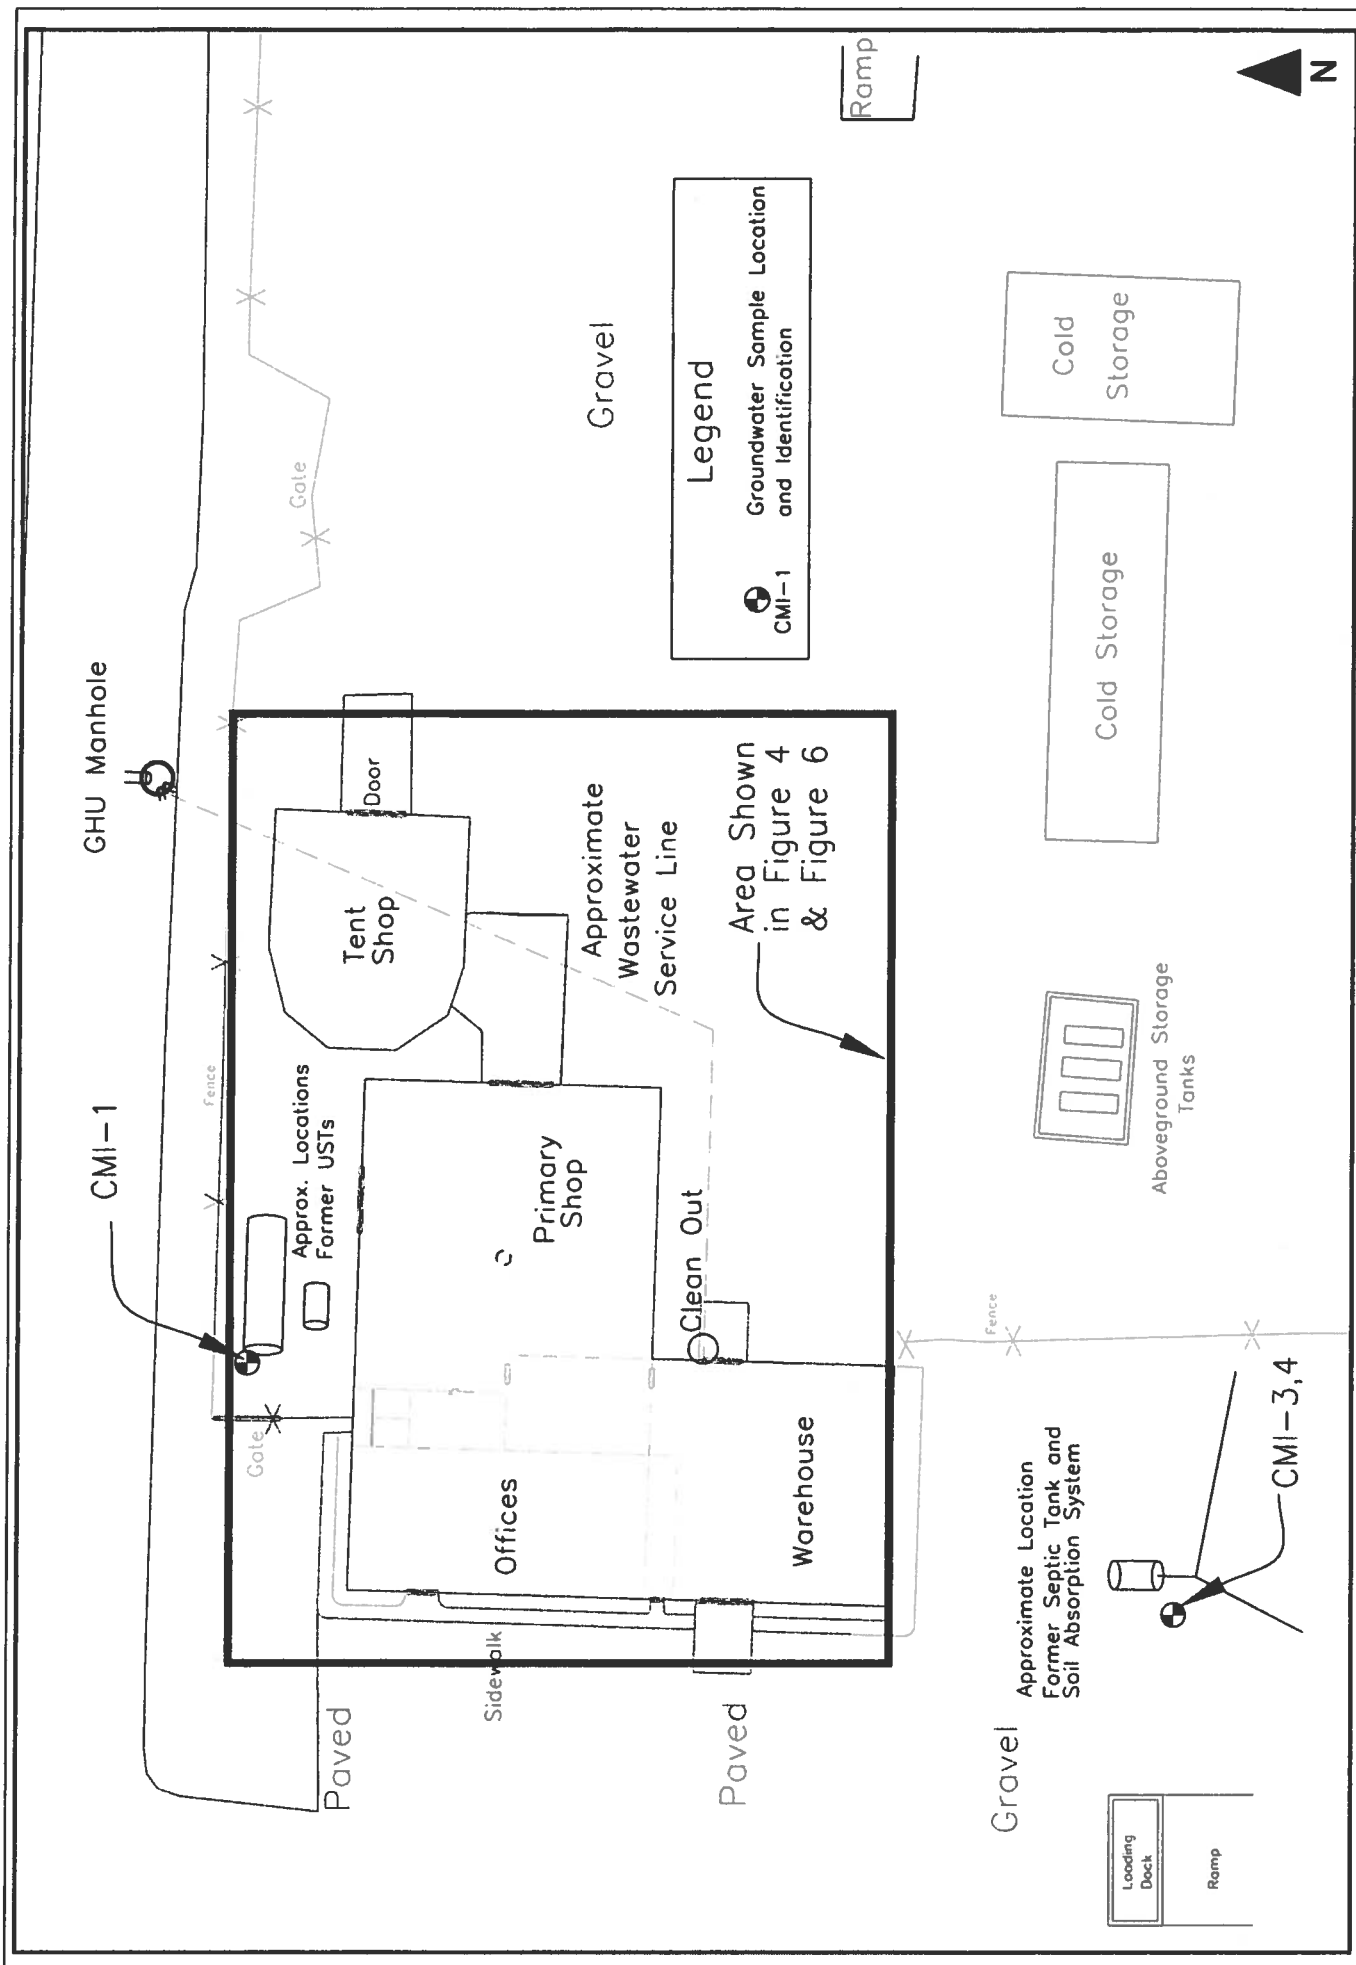 GHU Manhole
CMI-1
Fence
Gate
Gate
Approx. Locations
Former USTs
Tent
Shop
Door
Primary
Shop
Offices
Warehouse
Clean Out
Approximate
Wastewater
Service Line
Area Shown
in Figure 4
& Figure 6
Paved
Sidewalk
Paved
Gravel
Legend
CMI-1
Groundwater Sample Location
and Identification
Ramp
N
Gravel
Loading
Dock
Ramp
Approximate Location
Former Septic Tank and
Soil Absorption System
CMI-3,4
Fence
Aboveground Storage
Tanks
Cold Storage
Cold
Storage